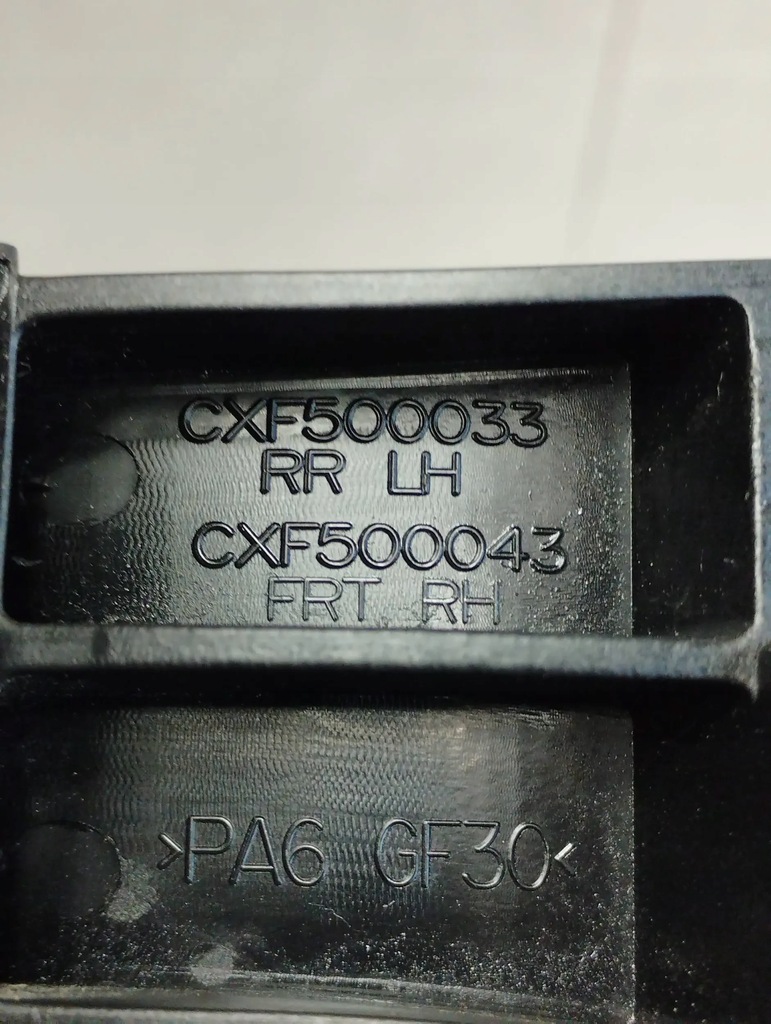 CXF500033
RR LH
CXF500043
FRT RH
>PA6 GF30<